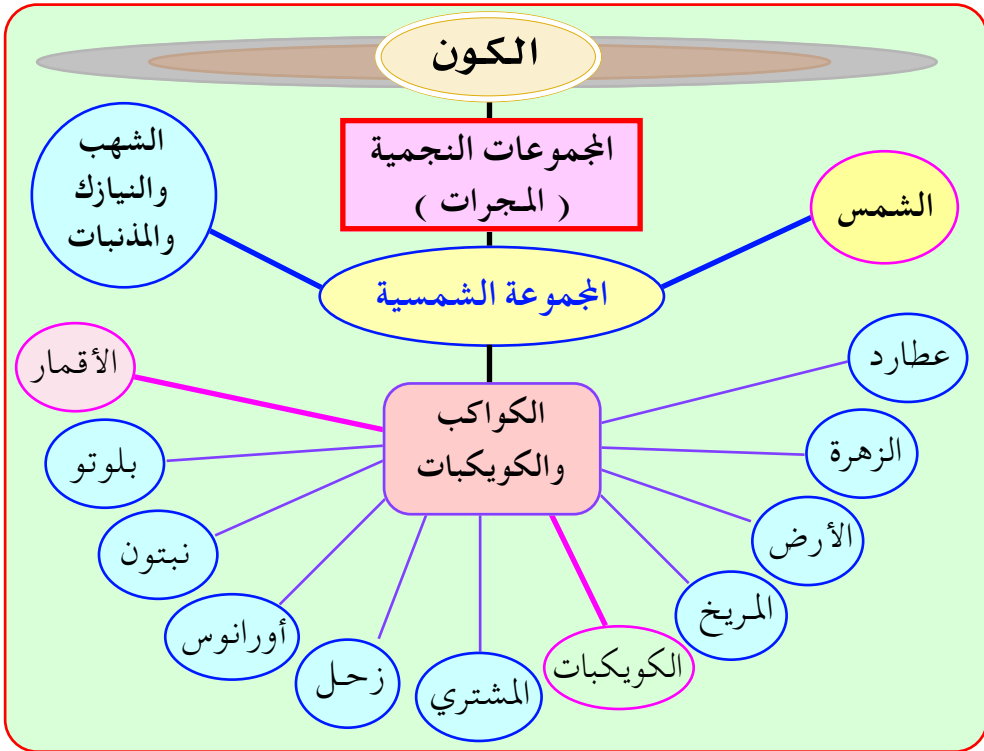 الكون
المجموعات النجمية
( المجرات )
الشمس
الشهب
والنيازك
والمذنبات
المجموعة الشمسية
الكواكب
والكويكبات
عطارد
الزهرة
الأرض
المريخ
الكويكبات
المشتري
زحل
أورانوس
نبتون
بلوتو
الأقمار